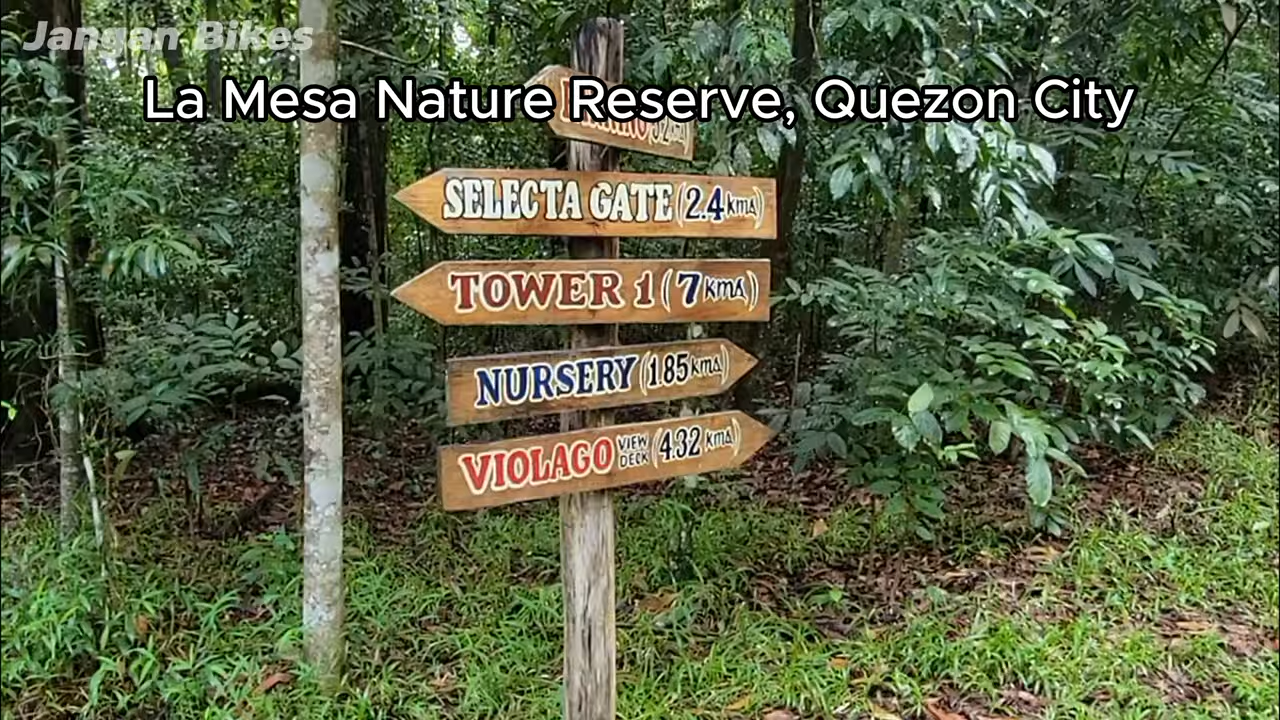 Jangan Bikes
La Mesa Nature Reserve, Quezon City
SELECTA GATE (2.4 kms)
TOWER 1 (7 kms)
NURSERY (1.85 kms)
VIOLAGO VIEW DECK (4.32 kms)